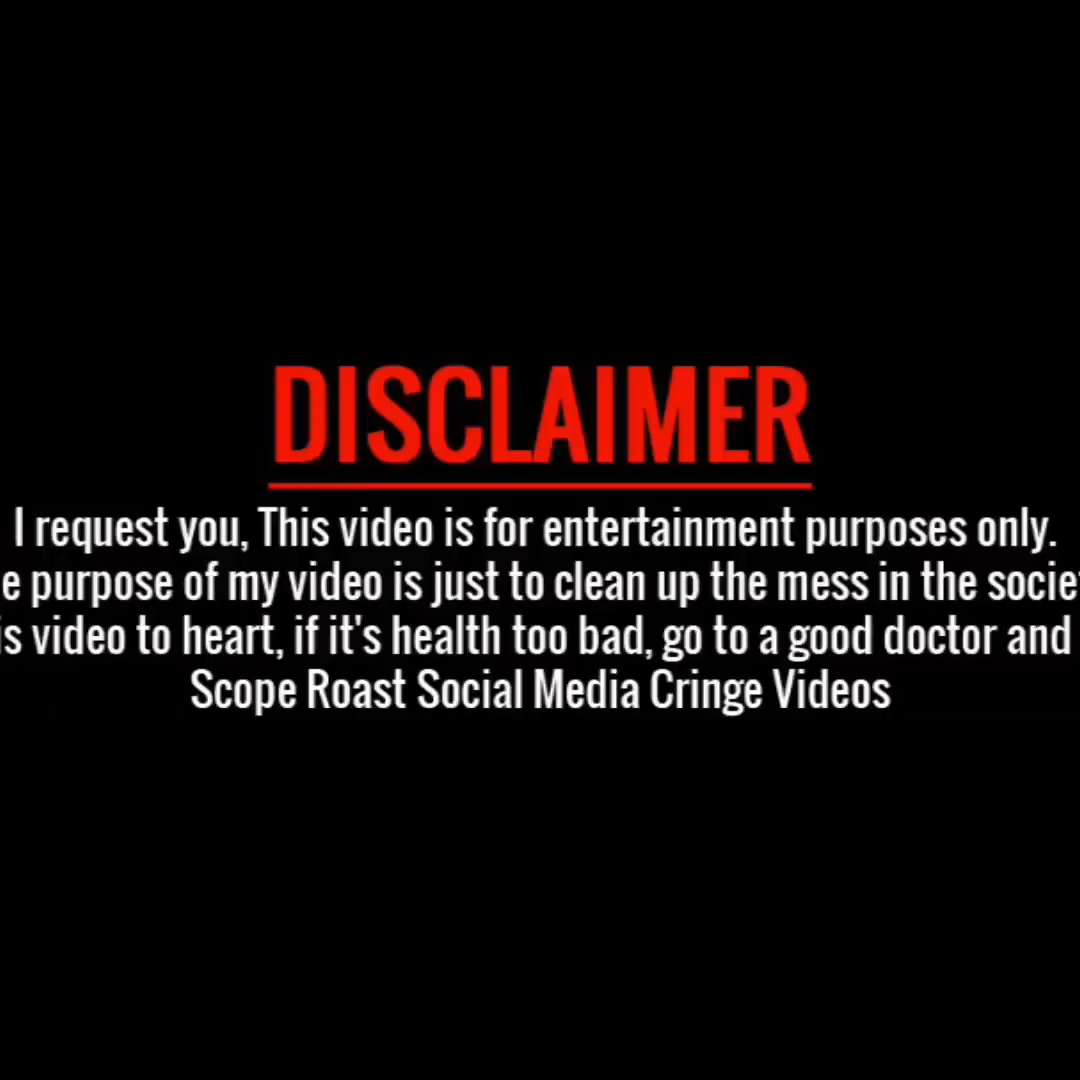 DISCLAIMER
I request you, This video is for entertainment purposes only.
e purpose of my video is just to clean up the mess in the socie
is video to heart, if it's health too bad, go to a good doctor and
Scope Roast Social Media Cringe Videos